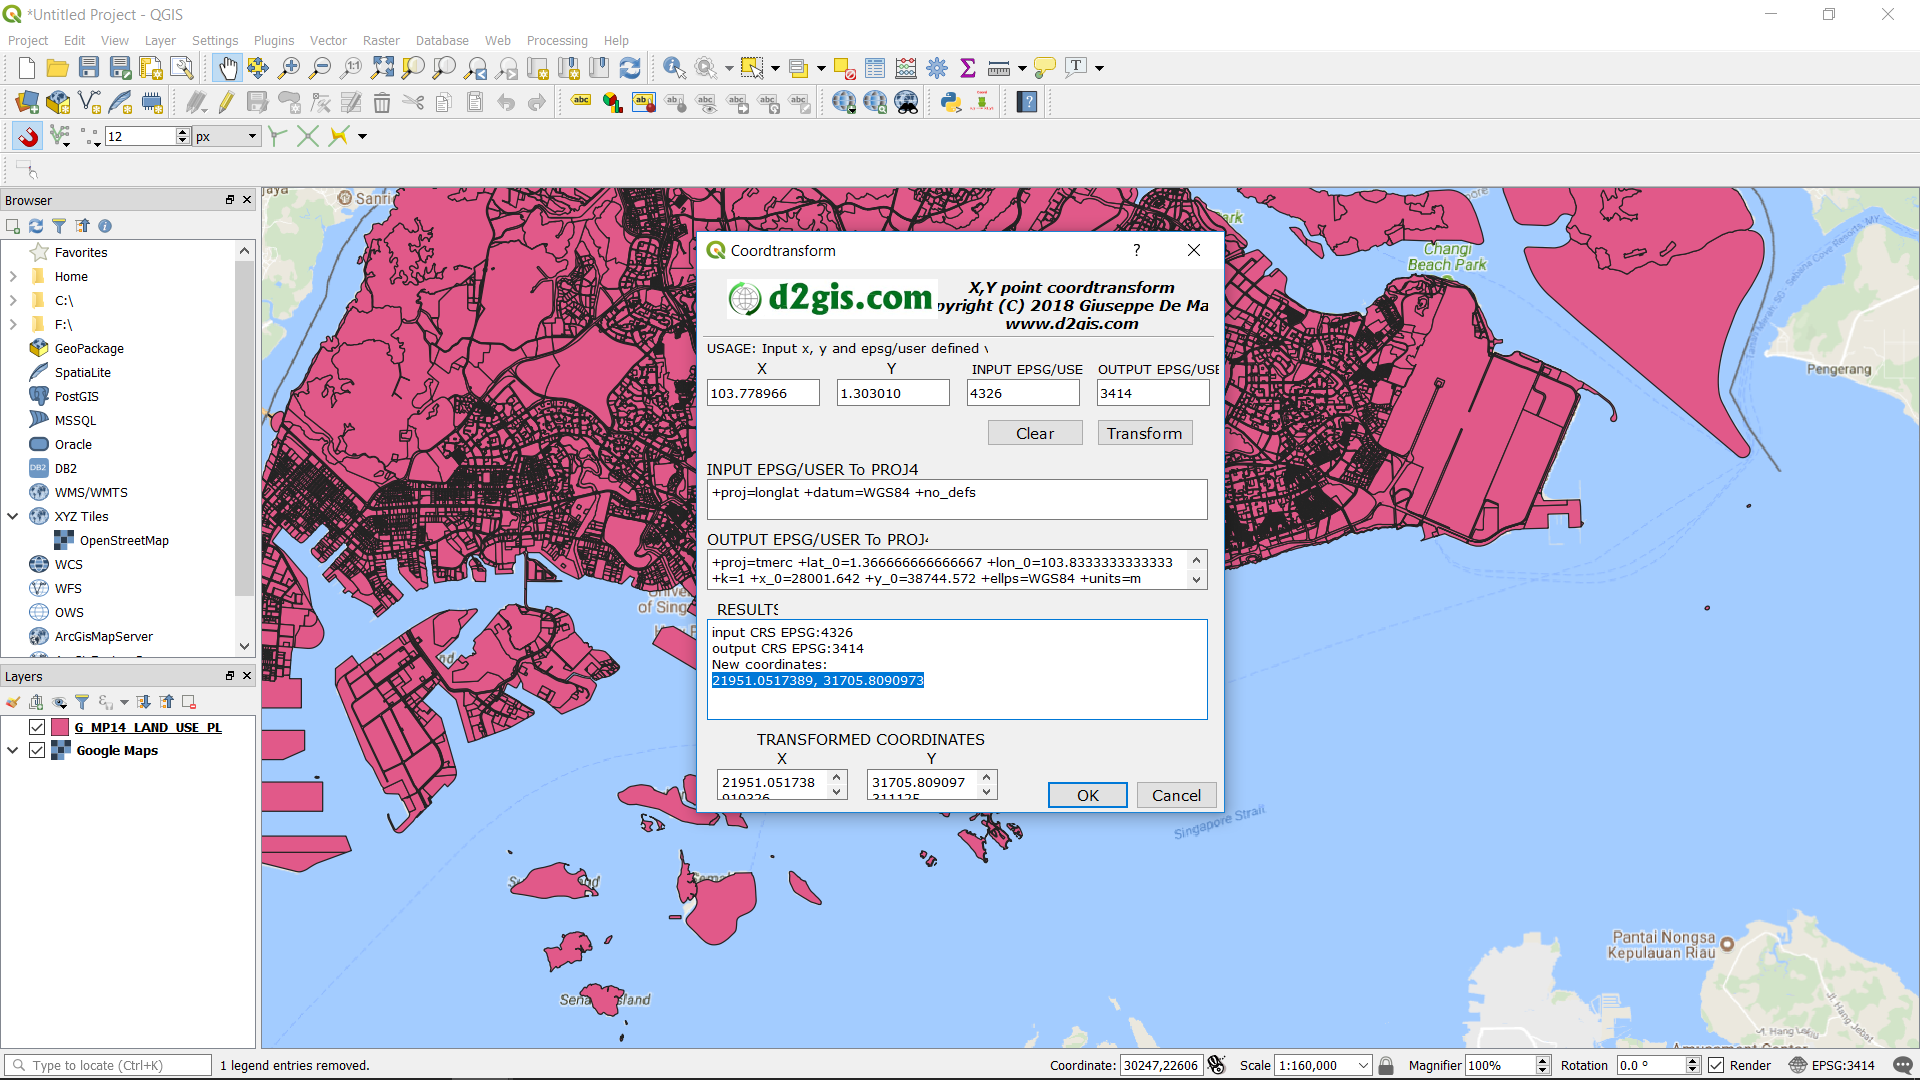 *Untitled Project - QGIS
Project Edit View Layer Settings Plugins Vector Raster Database Web Processing Help
12 px
Browser
Favorites
Home
C:\
F:\
GeoPackage
SpatiaLite
PostGIS
MSSQL
Oracle
DB2
WMS/WMTS
XYZ Tiles
OpenStreetMap
WCS
WFS
OWS
ArcGisMapServer
Layers
G_MP14_LAND_USE_PL
Google Maps
Coordtransform
d2gis.com
X,Y point coordtransform
pyright (C) 2018 Giuseppe De Ma
www.d2gis.com
USAGE: Input x, y and epsg/user defined v
X Y INPUT EPSG/USE OUTPUT EPSG/USE
103.778966 1.303010 4326 3414
Clear Transform
INPUT EPSG/USER To PROJ4
+proj=longlat +datum=WGS84 +no_defs
OUTPUT EPSG/USER To PROJ4
+proj=tmerc +lat_0=1.366666666666667 +lon_0=103.8333333333333
+k=1 +x_0=28001.642 +y_0=38744.572 +ellps=WGS84 +units=m
RESULTS
input CRS EPSG:4326
output CRS EPSG:3414
New coordinates:
21951.0517389, 31705.8090973
TRANSFORMED COORDINATES
X Y
21951.051738 31705.809097
910326 311125
OK Cancel
Changi
Beach Park
Pengerang
of Sing
Singapore Strait
Pantai Nongsa
Kepulauan Riau
Type to locate (Ctrl+K) 1 legend entries removed. Coordinate: 30247,22606 Scale 1:160,000 Magnifier 100% Rotation 0.0 ° Render EPSG:3414